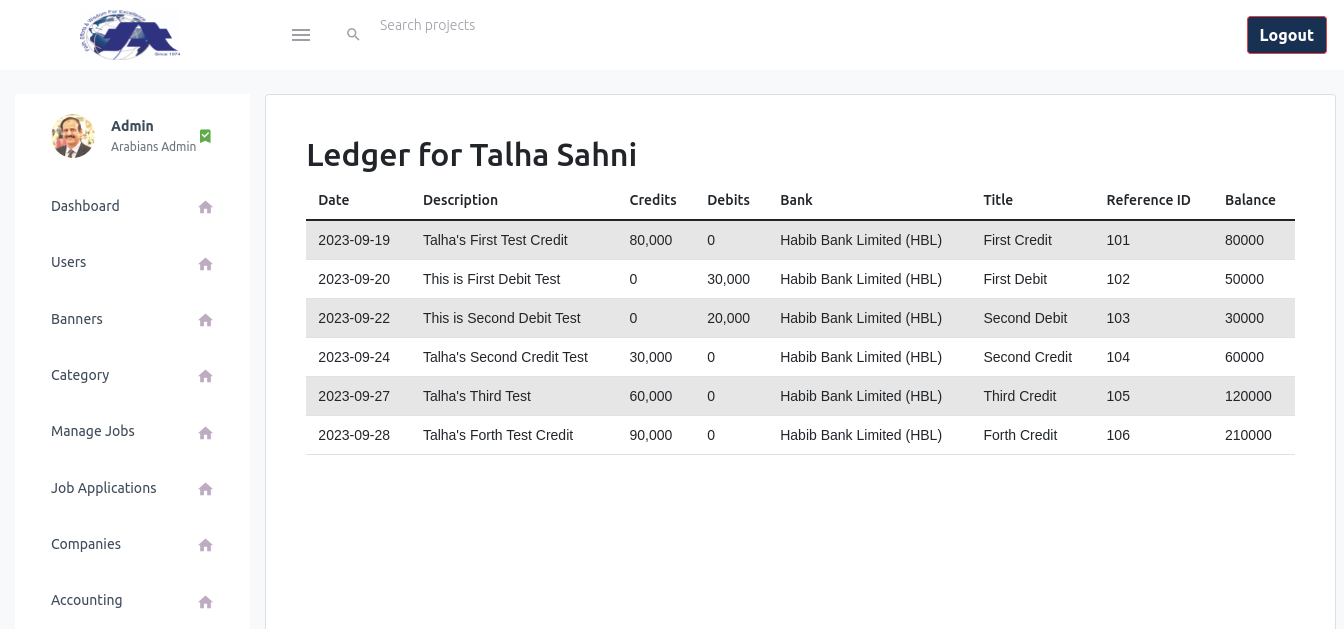 Since 1974
Search projects
Logout
Admin
Arabians Admin
Dashboard
Users
Banners
Category
Manage Jobs
Job Applications
Companies
Accounting
Ledger for Talha Sahni
Date Description Credits Debits Bank Title Reference ID Balance
2023-09-19 Talha's First Test Credit 80,000 0 Habib Bank Limited (HBL) First Credit 101 80000
2023-09-20 This is First Debit Test 0 30,000 Habib Bank Limited (HBL) First Debit 102 50000
2023-09-22 This is Second Debit Test 0 20,000 Habib Bank Limited (HBL) Second Debit 103 30000
2023-09-24 Talha's Second Credit Test 30,000 0 Habib Bank Limited (HBL) Second Credit 104 60000
2023-09-27 Talha's Third Test 60,000 0 Habib Bank Limited (HBL) Third Credit 105 120000
2023-09-28 Talha's Forth Test Credit 90,000 0 Habib Bank Limited (HBL) Forth Credit 106 210000